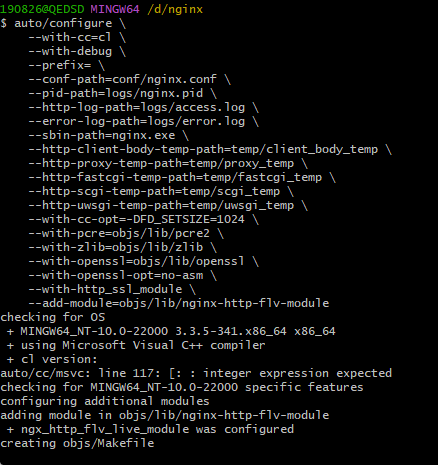 190826@QEDSD MINGW64 /d/nginx
$ auto/configure \
--with-cc=cl \
--with-debug \
--prefix= \
--conf-path=conf/nginx.conf \
--pid-path=logs/nginx.pid \
--http-log-path=logs/access.log \
--error-log-path=logs/error.log \
--sbin-path=nginx.exe \
--http-client-body-temp-path=temp/client_body_temp \
--http-proxy-temp-path=temp/proxy_temp \
--http-fastcgi-temp-path=temp/fastcgi_temp \
--http-scgi-temp-path=temp/scgi_temp \
--http-uwsgi-temp-path=temp/uwsgi_temp \
--with-cc-opt=-DFD_SETSIZE=1024 \
--with-pcre=objs/lib/pcre2 \
--with-zlib=objs/lib/zlib \
--with-openssl=objs/lib/openssl \
--with-openssl-opt=no-asm \
--with-http_ssl_module \
--add-module=objs/lib/nginx-http-flv-module
checking for OS
+ MINGW64_NT-10.0-22000 3.3.5-341.x86_64 x86_64
+ using Microsoft Visual C++ compiler
+ cl version:
auto/cc/msvc: line 117: [: : integer expression expected
checking for MINGW64_NT-10.0-22000 specific features
configuring additional modules
adding module in objs/lib/nginx-http-flv-module
+ ngx_http_flv_live_module was configured
creating objs/Makefile